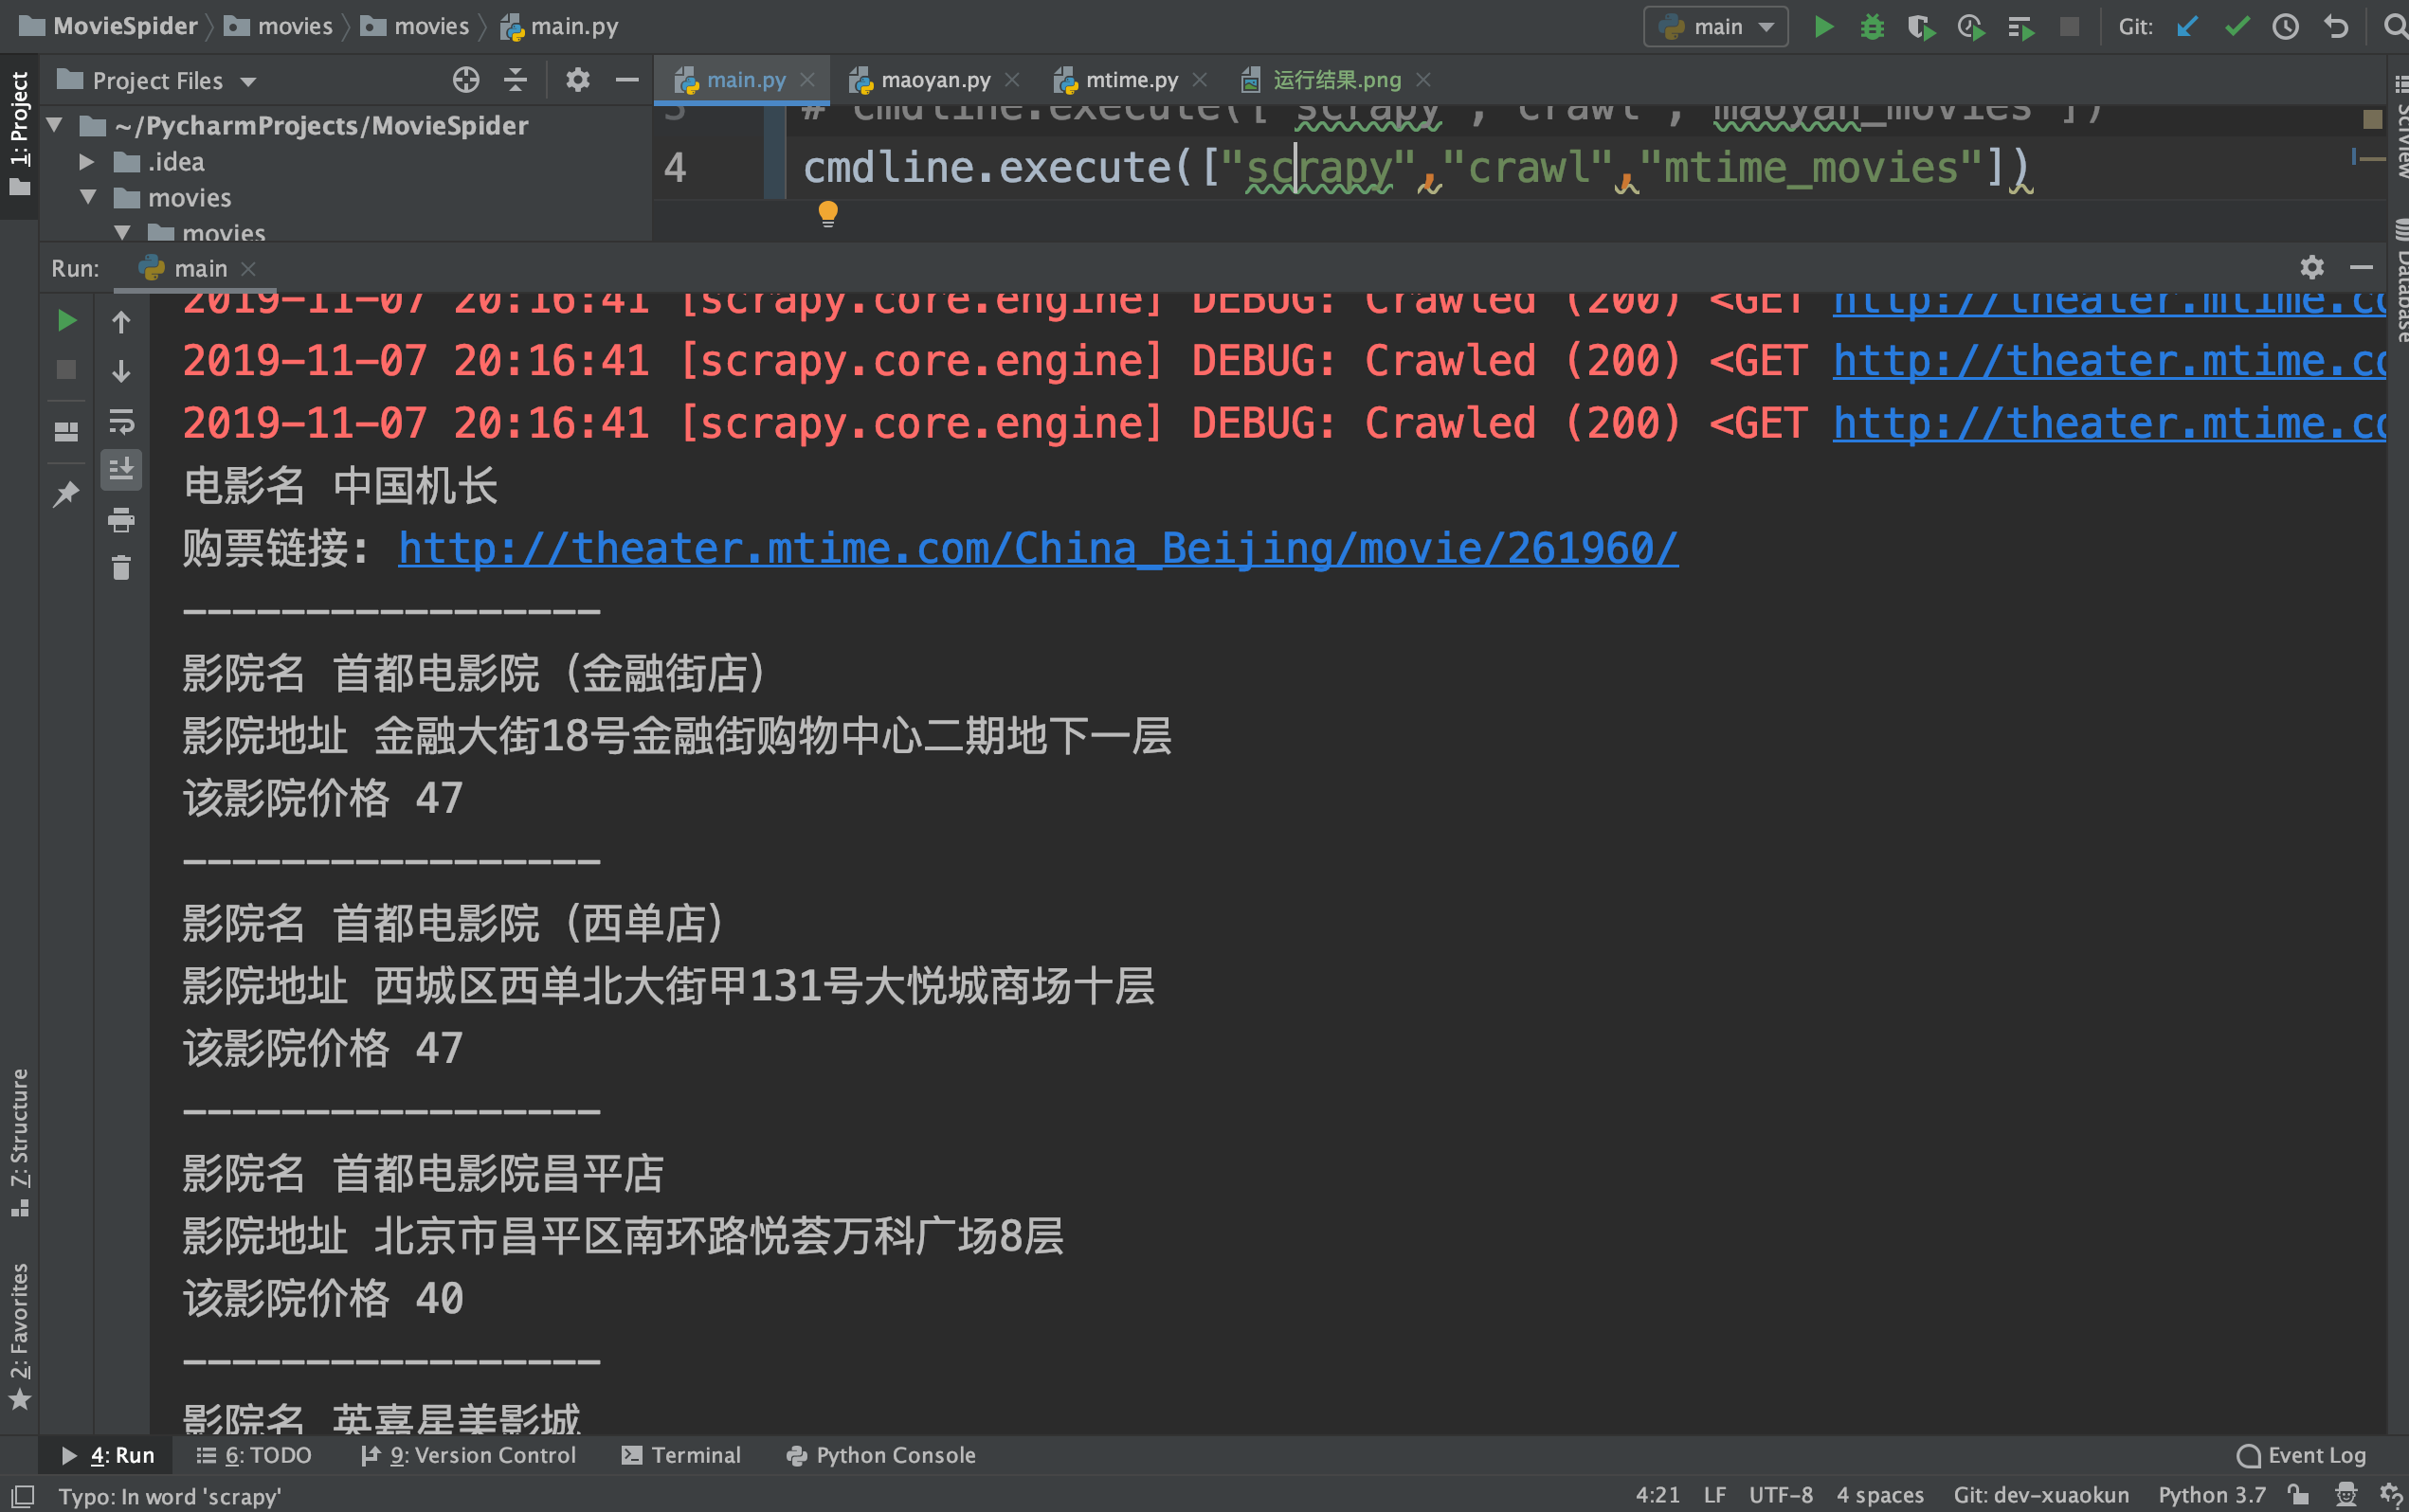 MovieSpider movies movies main.py main Git:
1: Project
Project Files
main.py maoyan.py mtime.py 运行结果.png
~/PycharmProjects/MovieSpider
.idea
movies
movies
3 # cmdline.execute(["scrapy","crawl","maoyan_movies"])
4 cmdline.execute(["scrapy","crawl","mtime_movies"])
SciView
Database
Run: main
2019-11-07 20:16:41 [scrapy.core.engine] DEBUG: Crawled (200) <GET http://theater.mtime.co
2019-11-07 20:16:41 [scrapy.core.engine] DEBUG: Crawled (200) <GET http://theater.mtime.co
2019-11-07 20:16:41 [scrapy.core.engine] DEBUG: Crawled (200) <GET http://theater.mtime.co
电影名 中国机长
购票链接: http://theater.mtime.com/China_Beijing/movie/261960/
-----------------
影院名 首都电影院（金融街店）
影院地址 金融大街18号金融街购物中心二期地下一层
该影院价格 47
-----------------
影院名 首都电影院（西单店）
影院地址 西城区西单北大街甲131号大悦城商场十层
该影院价格 47
-----------------
影院名 首都电影院昌平店
影院地址 北京市昌平区南环路悦荟万科广场8层
该影院价格 40
-----------------
影院名 英嘉星美影城
7: Structure
2: Favorites
4: Run 6: TODO 9: Version Control Terminal Python Console Event Log
Typo: In word 'scrapy' 4:21 LF UTF-8 4 spaces Git: dev-xuaokun Python 3.7